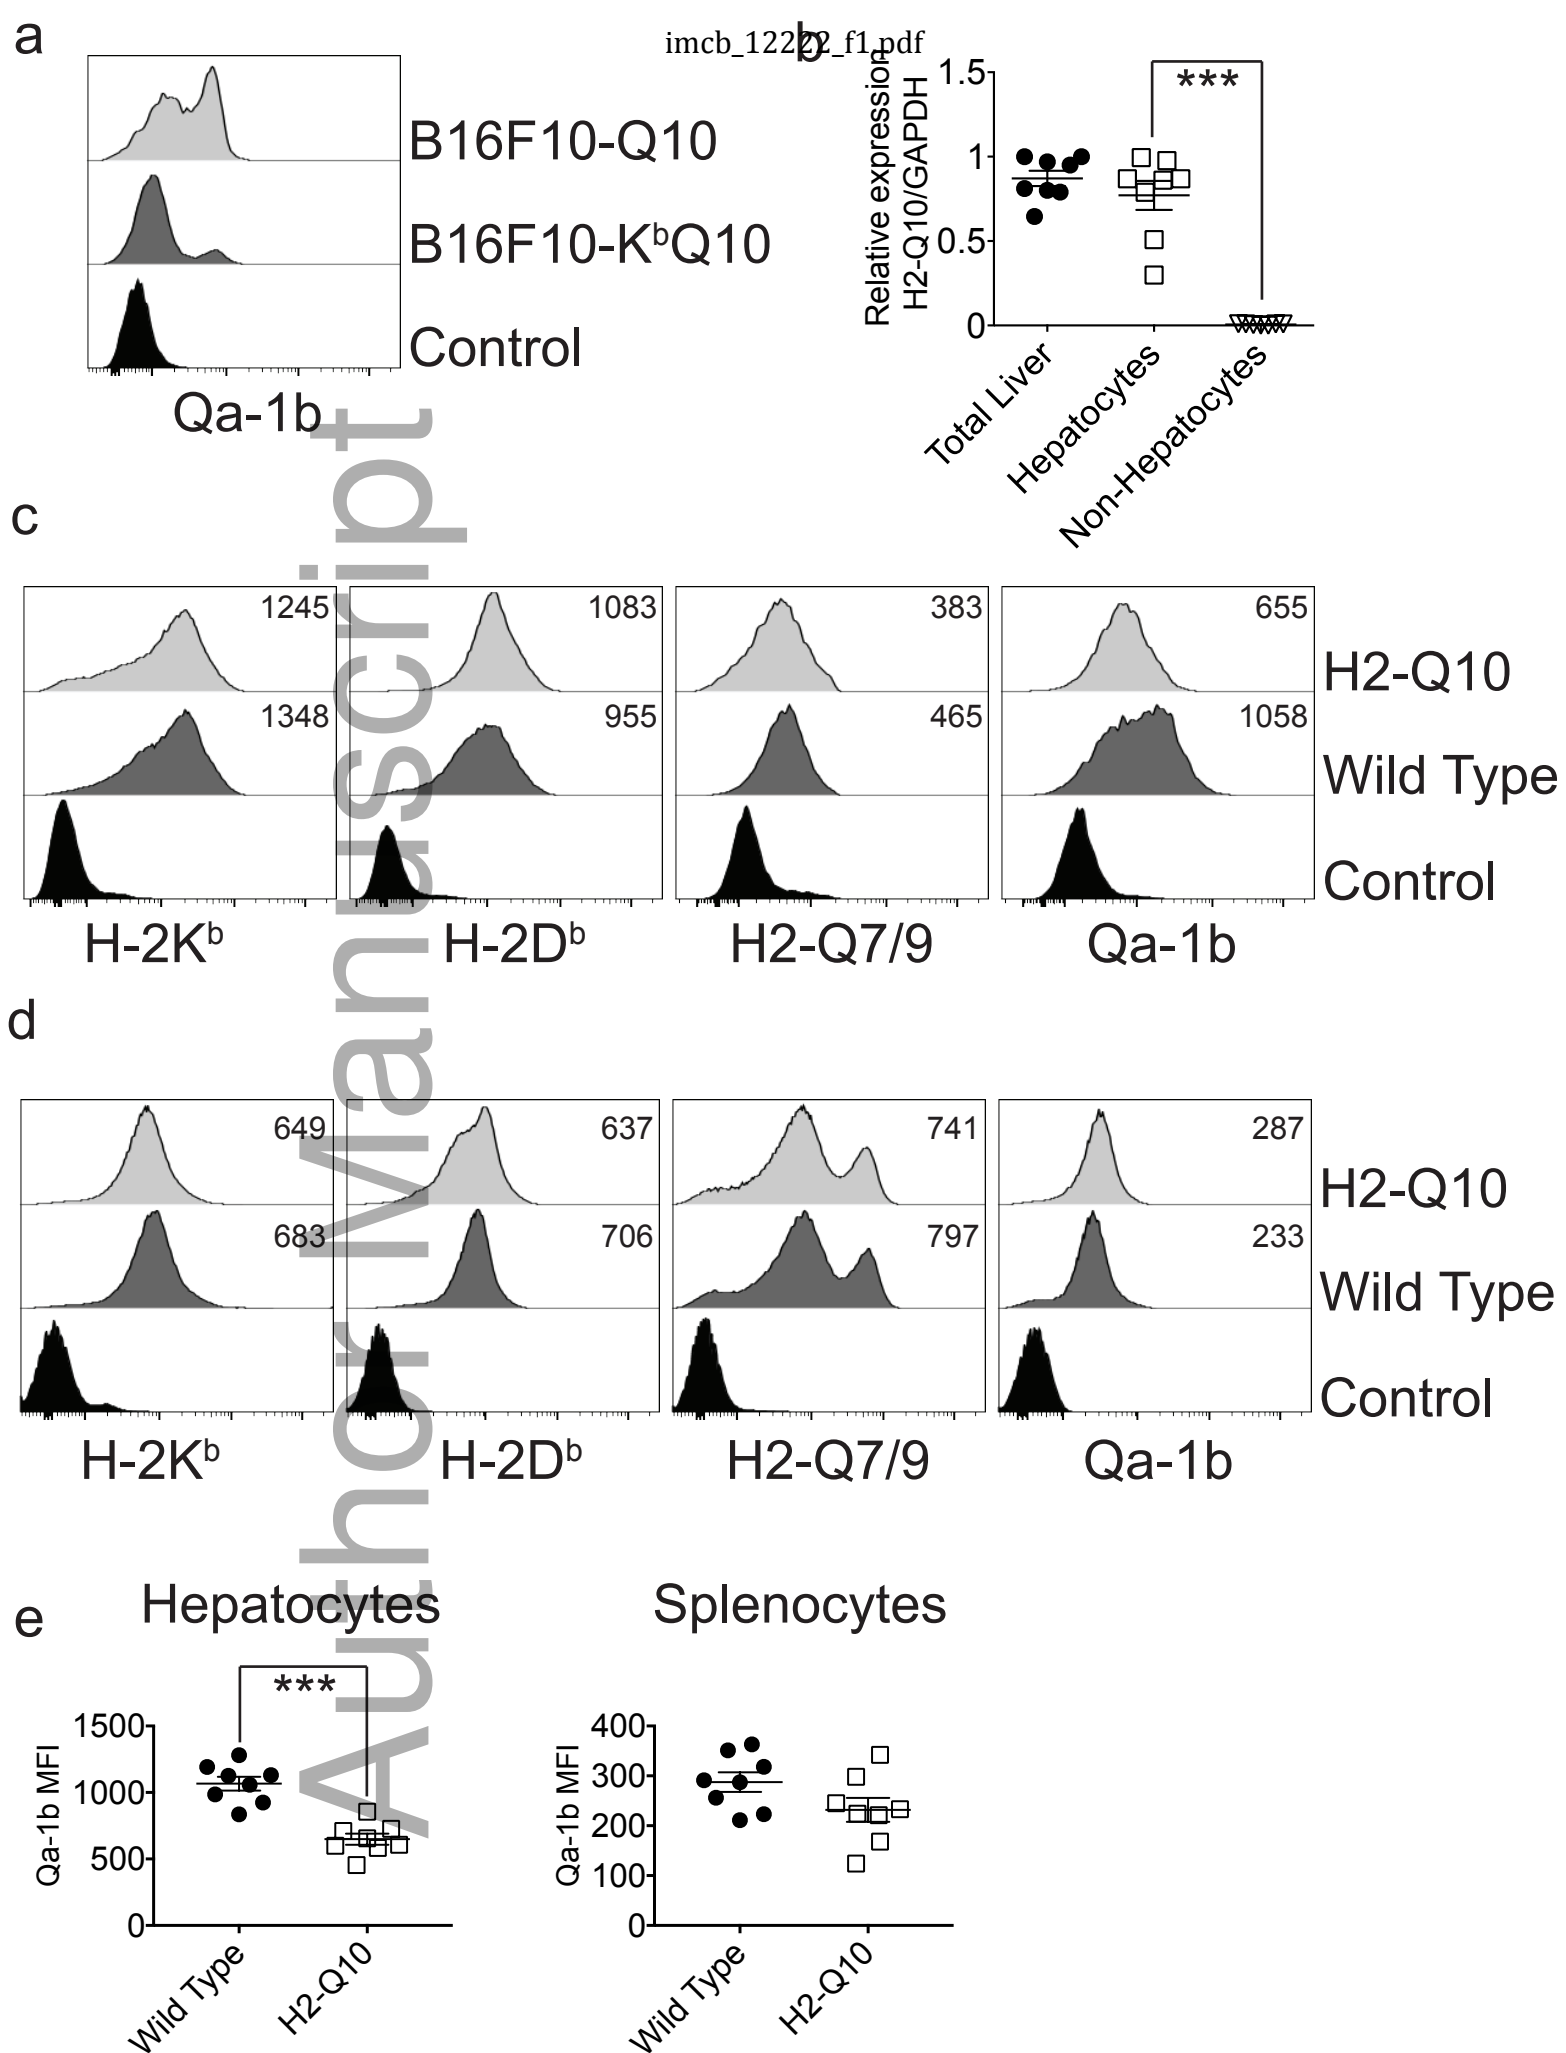 imcb_12222_f1.pdf
a
B16F10-Q10
B16F10-KᵇQ10
Control
Qa-1b
b
Relative expression
H2-Q10/GAPDH
1.5
1
0.5
0
***
Total Liver
Hepatocytes
Non-Hepatocytes
c
1245
1083
383
655
H2-Q10
1348
955
465
1058
Wild Type
Control
H-2Kᵇ
H-2Dᵇ
H2-Q7/9
Qa-1b
d
649
637
741
287
H2-Q10
683
706
797
233
Wild Type
Control
H-2Kᵇ
H-2Dᵇ
H2-Q7/9
Qa-1b
e
Hepatocytes
***
Qa-1b MFI
1500
1000
500
0
Wild Type
H2-Q10
Splenocytes
Qa-1b MFI
400
300
200
100
0
Wild Type
H2-Q10
Author Manuscript